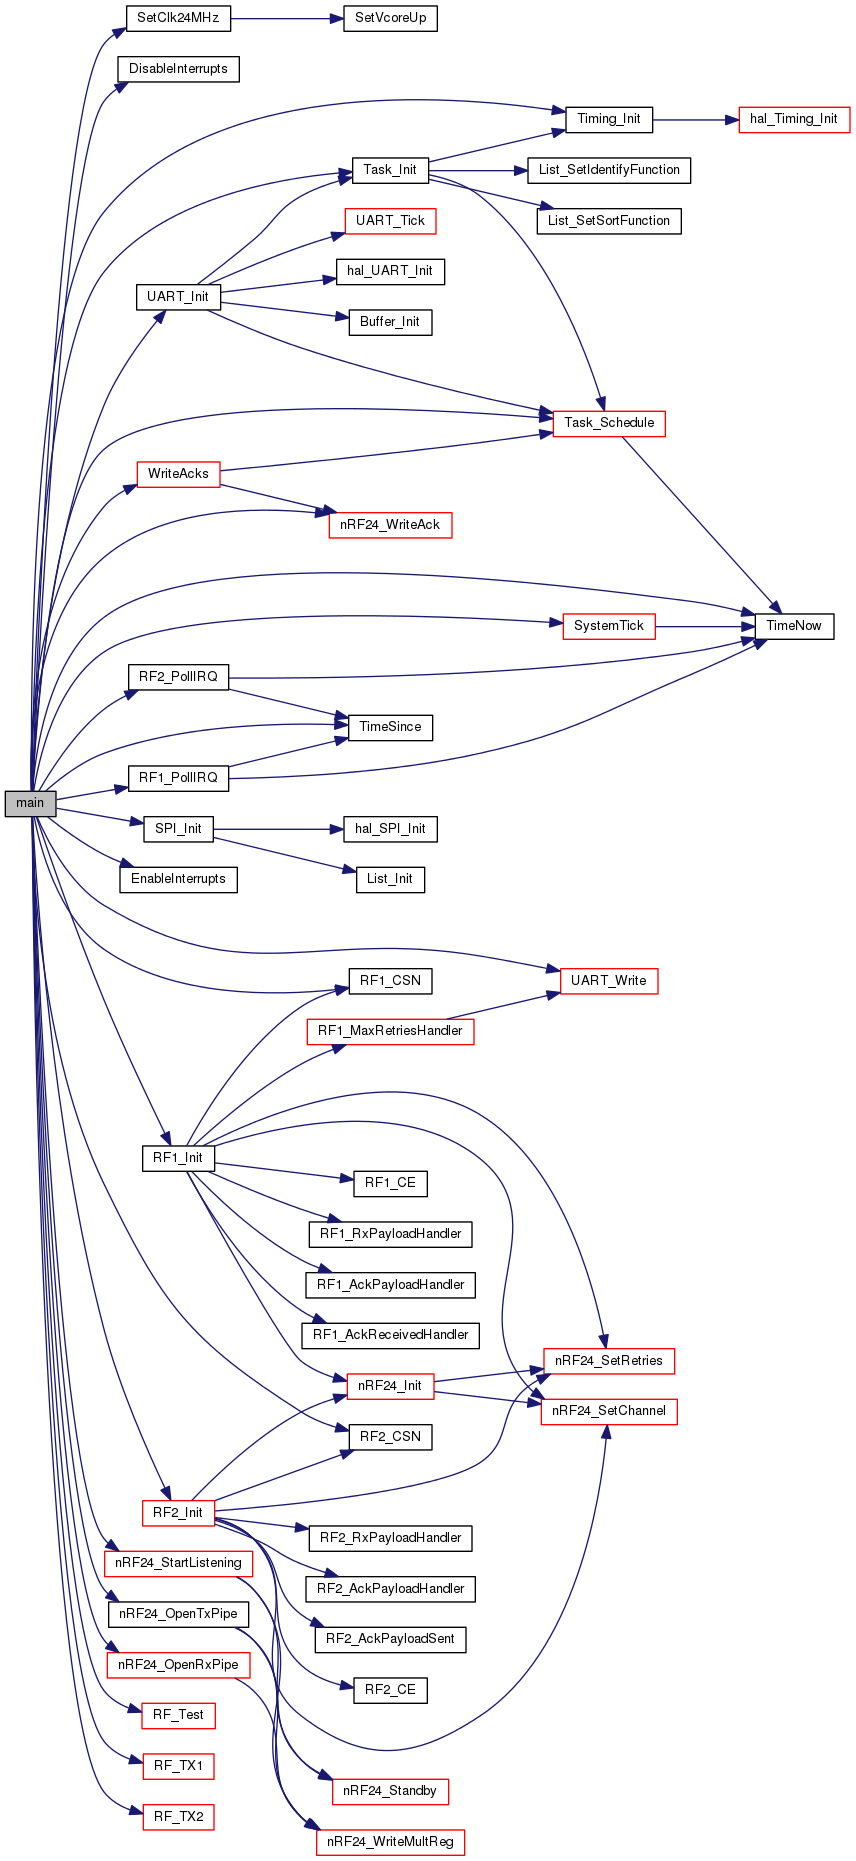 SetClk24MHz
SetVcoreUp
DisableInterrupts
Timing_Init
hal_Timing_Init
Task_Init
List_SetIdentifyFunction
List_SetSortFunction
UART_Tick
hal_UART_Init
UART_Init
Buffer_Init
Task_Schedule
WriteAcks
nRF24_WriteAck
SystemTick
TimeNow
RF2_PollIRQ
TimeSince
RF1_PollIRQ
main
SPI_Init
hal_SPI_Init
EnableInterrupts
List_Init
RF1_CSN
UART_Write
RF1_MaxRetriesHandler
RF1_Init
RF1_CE
RF1_RxPayloadHandler
RF1_AckPayloadHandler
RF1_AckReceivedHandler
nRF24_SetRetries
nRF24_Init
nRF24_SetChannel
RF2_CSN
RF2_Init
RF2_RxPayloadHandler
nRF24_StartListening
RF2_AckPayloadHandler
nRF24_OpenTxPipe
RF2_AckPayloadSent
nRF24_OpenRxPipe
RF2_CE
RF_Test
RF_TX1
nRF24_Standby
RF_TX2
nRF24_WriteMultReg